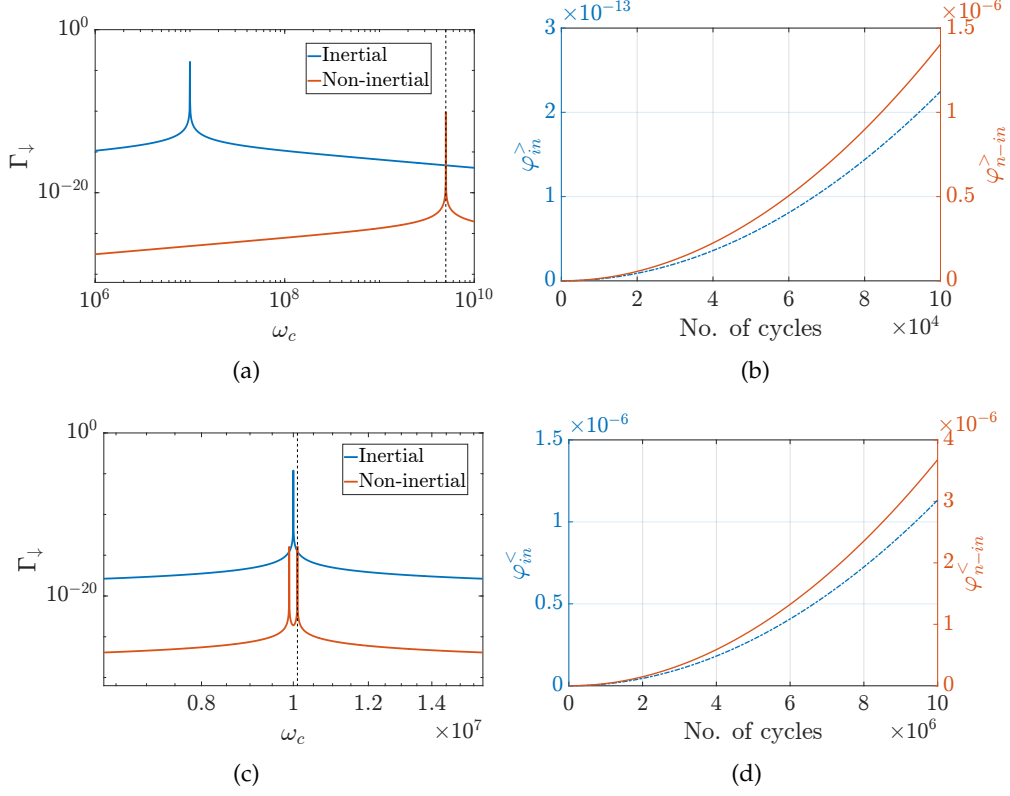 10^0
10^{-20}
Γ↓
Inertial
Non-inertial
10^6
10^8
10^10
ω_c
(a)
×10^{-13}
×10^{-6}
3
2
1
0
φ^>_{in}
1.5
1
0.5
0
φ^>_{n-in}
0 2 4 6 8 10
No. of cycles ×10^4
(b)
10^0
10^{-20}
Γ↓
Inertial
Non-inertial
0.8 1.0 1.2 1.4
×10^7
ω_c
(c)
×10^{-6}
×10^{-6}
1.5
1
0.5
0
φ^<_{in}
4
3
2
1
0
φ^<_{n-in}
0 2 4 6 8 10
No. of cycles ×10^6
(d)